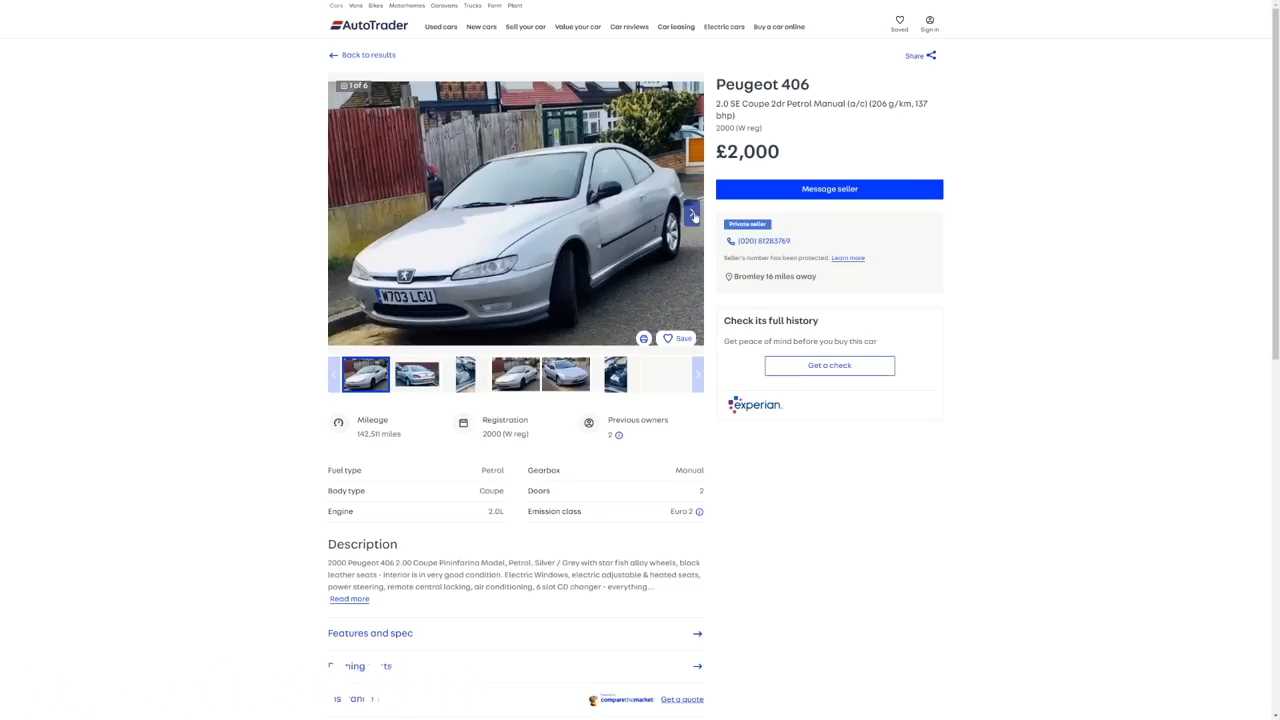 Cars Vans Bikes Motorhomes Caravans Trucks Farm Plant
AutoTrader
Used cars New cars Sell your car Value your car Car reviews Car leasing Electric cars Buy a car online
Saved Sign in
Back to results
Share
1 of 6
W703 LCU
Save
Peugeot 406
2.0 SE Coupe 2dr Petrol Manual (a/c) (206 g/km, 137
bhp)
2000 (W reg)
£2,000
Message seller
Private seller
(020) 81283769
Seller's number has been protected. Learn more
Bromley 16 miles away
Check its full history
Get peace of mind before you buy this car
Get a check
experian.
Mileage
142,511 miles
Registration
2000 (W reg)
Previous owners
2
Fuel type Petrol
Gearbox Manual
Body type Coupe
Doors 2
Engine 2.0L
Emission class Euro 2
Description
2000 Peugeot 406 2.00 Coupe Pininfarina Model, Petrol. Silver / Grey with star fish alloy wheels, black
leather seats - interior is in very good condition. Electric Windows, electric adjustable & heated seats,
power steering, remote central locking, air conditioning, 6 slot CD changer - everything...
Read more
Features and spec
comparethemarket Get a quote